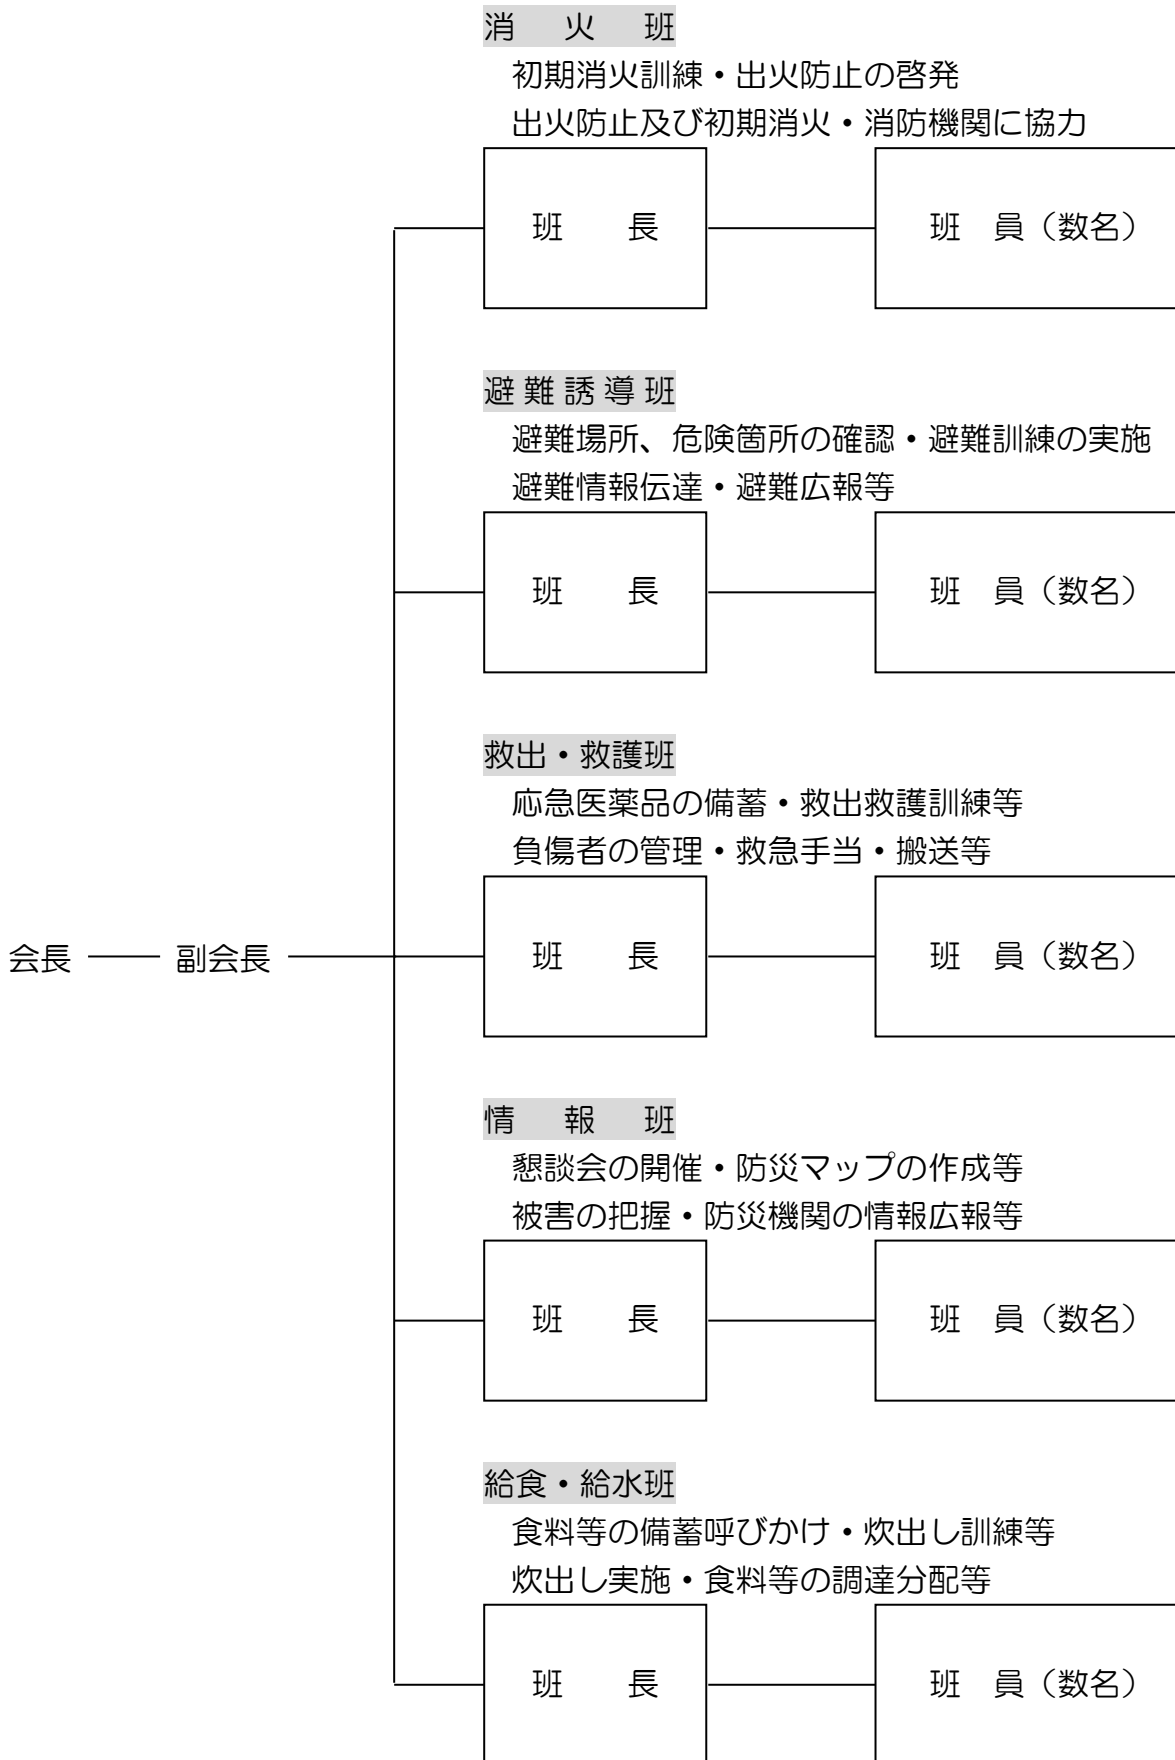 消　火　班
初期消火訓練・出火防止の啓発
出火防止及び初期消火・消防機関に協力
班　長　班　員（数名）
避難誘導班
避難場所、危険箇所の確認・避難訓練の実施
避難情報伝達・避難広報等
班　長　班　員（数名）
救出・救護班
応急医薬品の備蓄・救出救護訓練等
負傷者の管理・救急手当・搬送等
会長　副会長　班　長　班　員（数名）
情　報　班
懇談会の開催・防災マップの作成等
被害の把握・防災機関の情報広報等
班　長　班　員（数名）
給食・給水班
食料等の備蓄呼びかけ・炊出し訓練等
炊出し実施・食料等の調達分配等
班　長　班　員（数名）